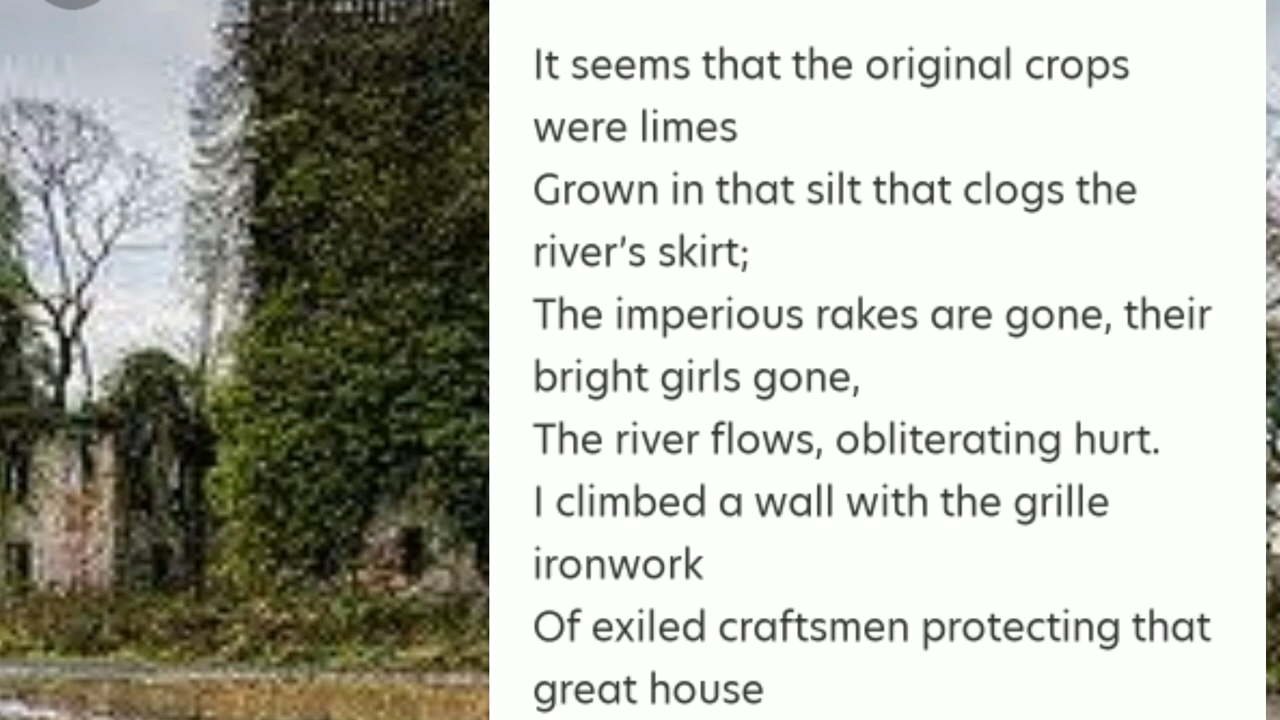 It seems that the original crops
were limes
Grown in that silt that clogs the
river’s skirt;
The imperious rakes are gone, their
bright girls gone,
The river flows, obliterating hurt.
I climbed a wall with the grille
ironwork
Of exiled craftsmen protecting that
great house